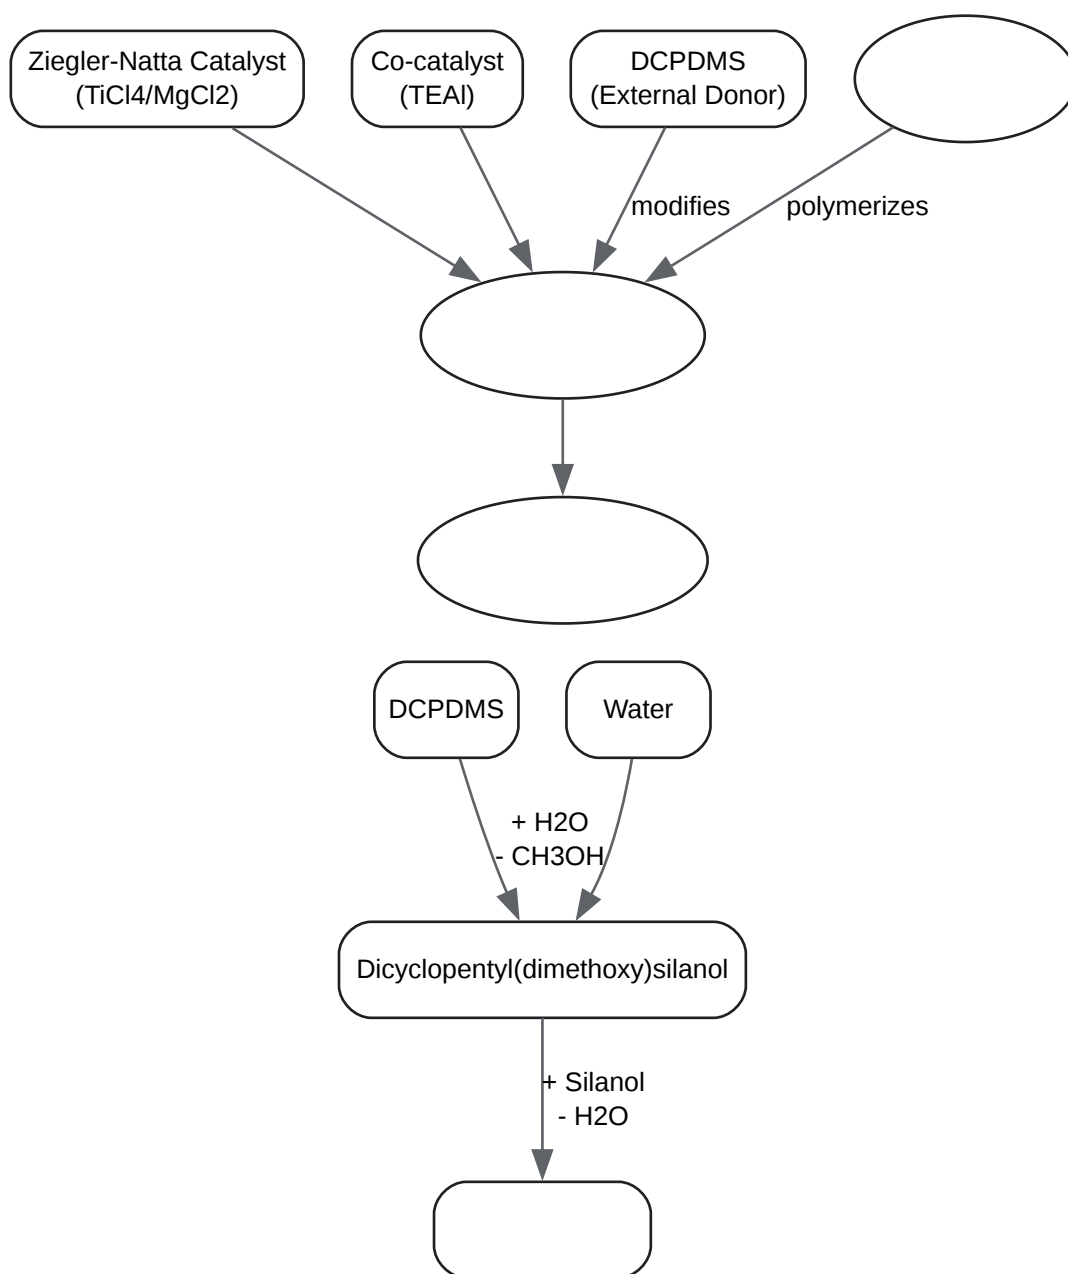 Ziegler-Natta Catalyst
(TiCl4/MgCl2)
Co-catalyst
(TEAl)
DCPDMS
(External Donor)
modifies
polymerizes
DCPDMS
Water
+ H2O
- CH3OH
Dicyclopentyl(dimethoxy)silanol
+ Silanol
- H2O